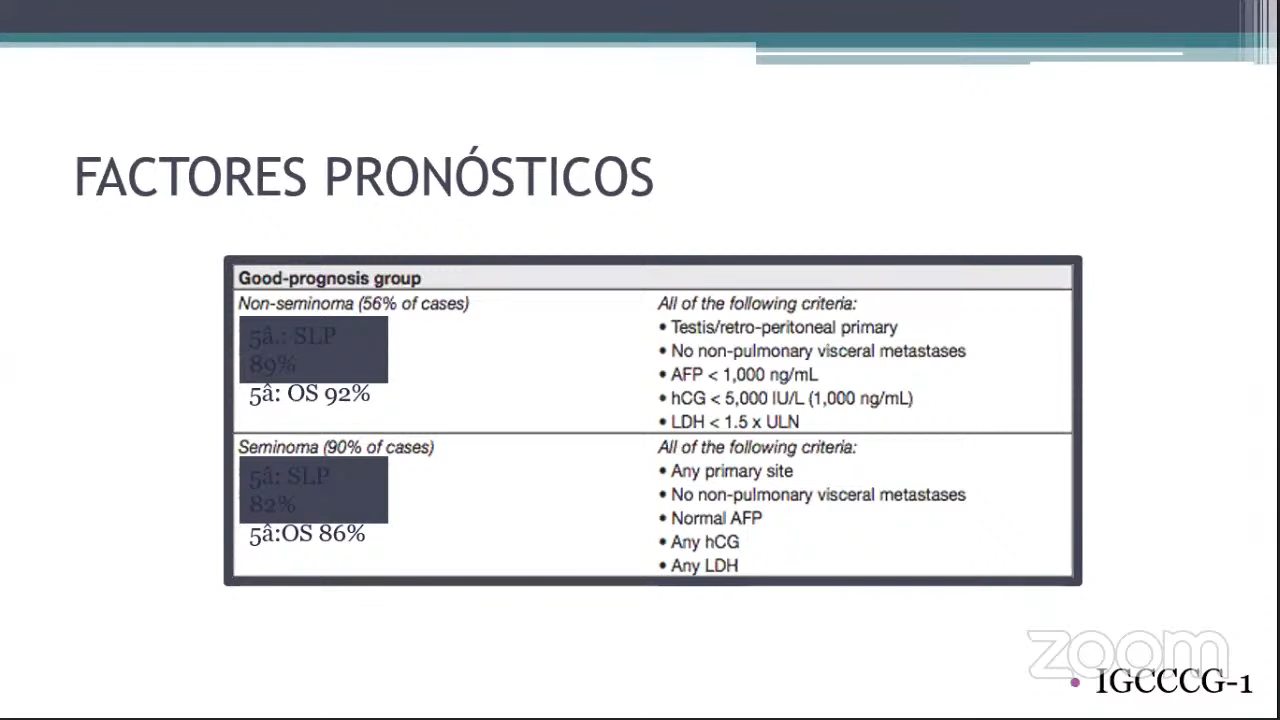 FACTORES PRONÓSTICOS
Good-prognosis group
Non-seminoma (56% of cases)
5â.: SLP
89%
5â: OS 92%
All of the following criteria:
• Testis/retro-peritoneal primary
• No non-pulmonary visceral metastases
• AFP < 1,000 ng/mL
• hCG < 5,000 IU/L (1,000 ng/mL)
• LDH < 1.5 x ULN
Seminoma (90% of cases)
5â: SLP
82%
5â:OS 86%
All of the following criteria:
• Any primary site
• No non-pulmonary visceral metastases
• Normal AFP
• Any hCG
• Any LDH
zoom
• IGCCCG-1